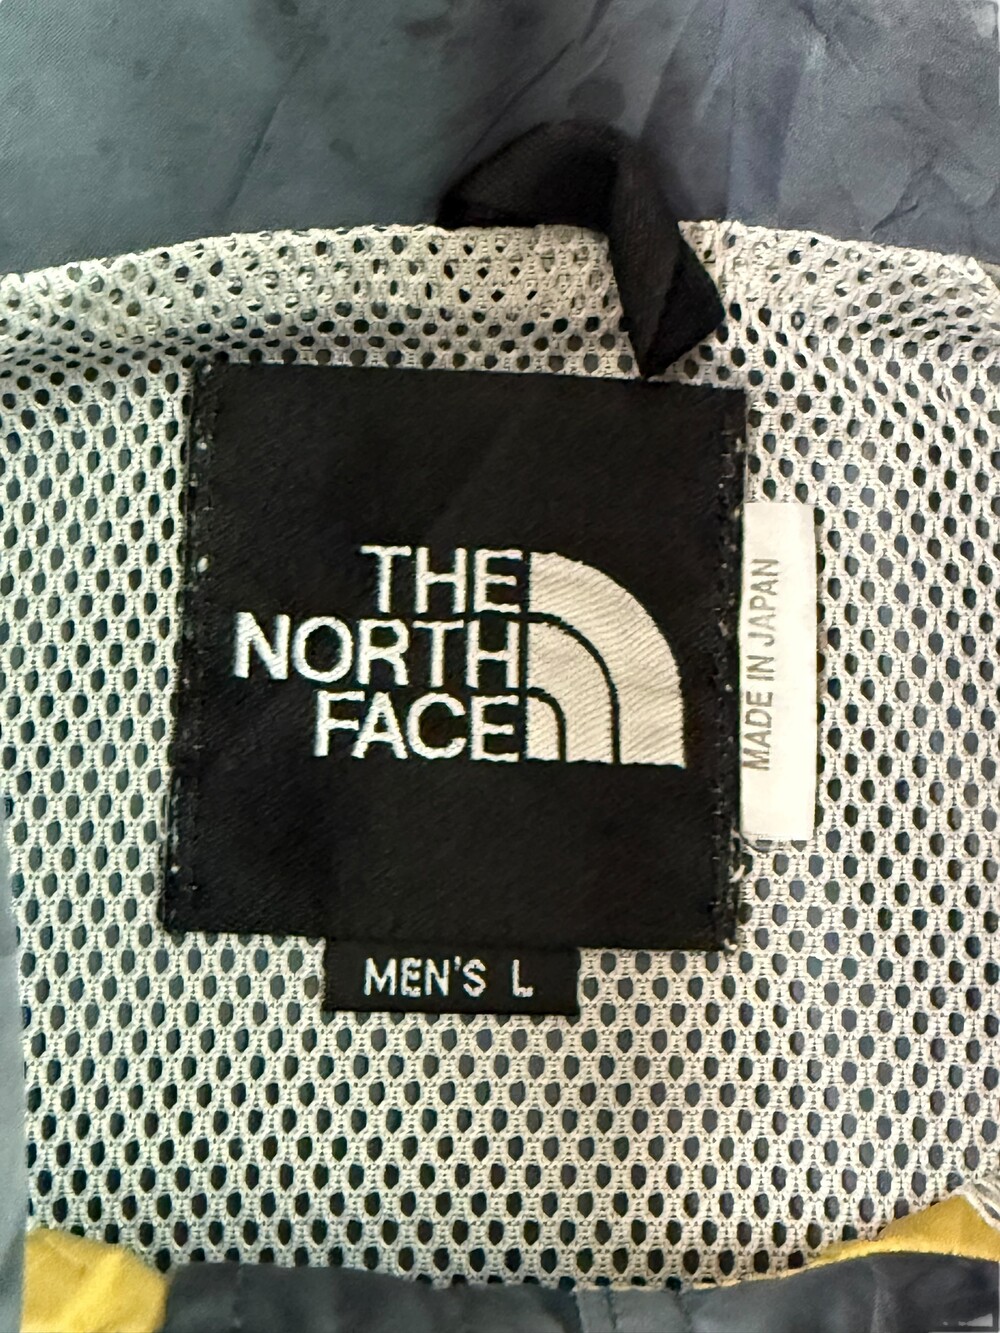 THE
NORTH
FACE
MADE IN JAPAN
MEN'S L